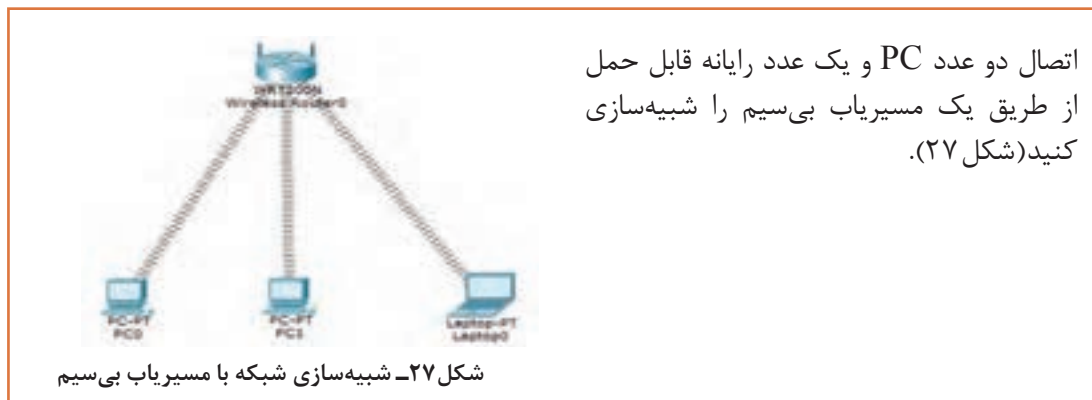 اتصال دو عدد PC و یک عدد رایانه قابل حمل
از طریق یک مسیریاب بی‌سیم را شبیه‌سازی
کنید(شکل ۲۷).
Wireless Router0
PC-PT
PC0
PC-PT
PC1
Laptop-PT
Laptop0
شکل۲۷ـ شبیه‌سازی شبکه با مسیریاب بی‌سیم